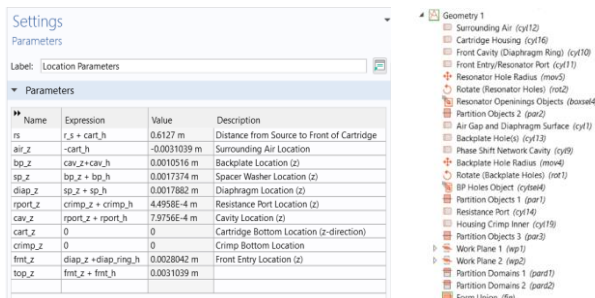 Settings
Parameters
Label: Location Parameters
Parameters
Name Expression Value Description
rs r_s + cart_h 0.6127 m Distance from Source to Front of Cartridge
air_z -cart_h -0.0031039 m Surrounding Air Location
bp_z cav_z+cav_h 0.0010516 m Backplate Location (z)
sp_z bp_z + bp_h 0.0017374 m Spacer Washer Location (z)
diap_z sp_z + sp_h 0.0017882 m Diaphragm Location (z)
rport_z crimp_z + crimp_h 4.4958E-4 m Resistance Port Location (z)
cav_z rport_z + rport_h 7.9756E-4 m Cavity Location (z)
cart_z 0 0 Cartridge Bottom Location (z-direction)
crimp_z 0 0 Crimp Bottom Location
frnt_z diap_z +diap_ring_h 0.0028042 m Front Entry Location (z)
top_z frnt_z + frnt_h 0.0031039 m
Geometry 1
Surrounding Air (cyl12)
Cartridge Housing (cyl16)
Front Cavity (Diaphragm Ring) (cyl10)
Front Entry/Resonator Port (cyl11)
Resonator Hole Radius (mov5)
Rotate (Resonator Holes) (rot2)
Resonator Openinings Objects (boxsel4
Partition Objects 2 (par2)
Air Gap and Diaphragm Surface (cyl1)
Backplate Hole(s) (cyl13)
Phase Shift Network Cavity (cyl9)
Backplate Hole Radius (mov4)
Rotate (Backplate Holes) (rot1)
BP Holes Object (cylsel4)
Partition Objects 1 (par1)
Resistance Port (cyl14)
Housing Crimp Inner (cyl19)
Partition Objects 3 (par3)
Work Plane 1 (wp1)
Work Plane 2 (wp2)
Partition Domains 1 (pard1)
Partition Domains 2 (pard2)
Form Union (fin)